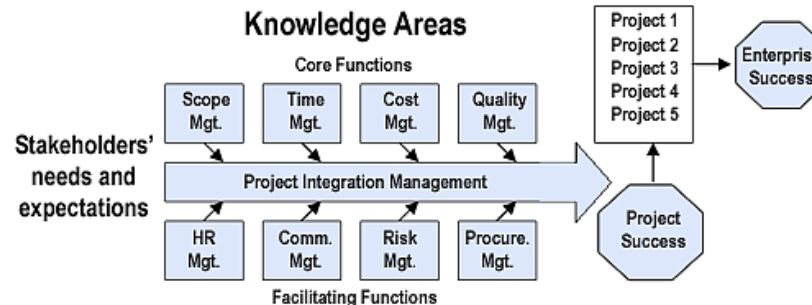 Knowledge Areas
Core Functions
Scope
Mgt.
Time
Mgt.
Cost
Mgt.
Quality
Mgt.
Stakeholders'
needs and
expectations
Project Integration Management
HR
Mgt.
Comm.
Mgt.
Risk
Mgt.
Procure.
Mgt.
Facilitating Functions
Project 1
Project 2
Project 3
Project 4
Project 5
Enterpris
Success
Project
Success